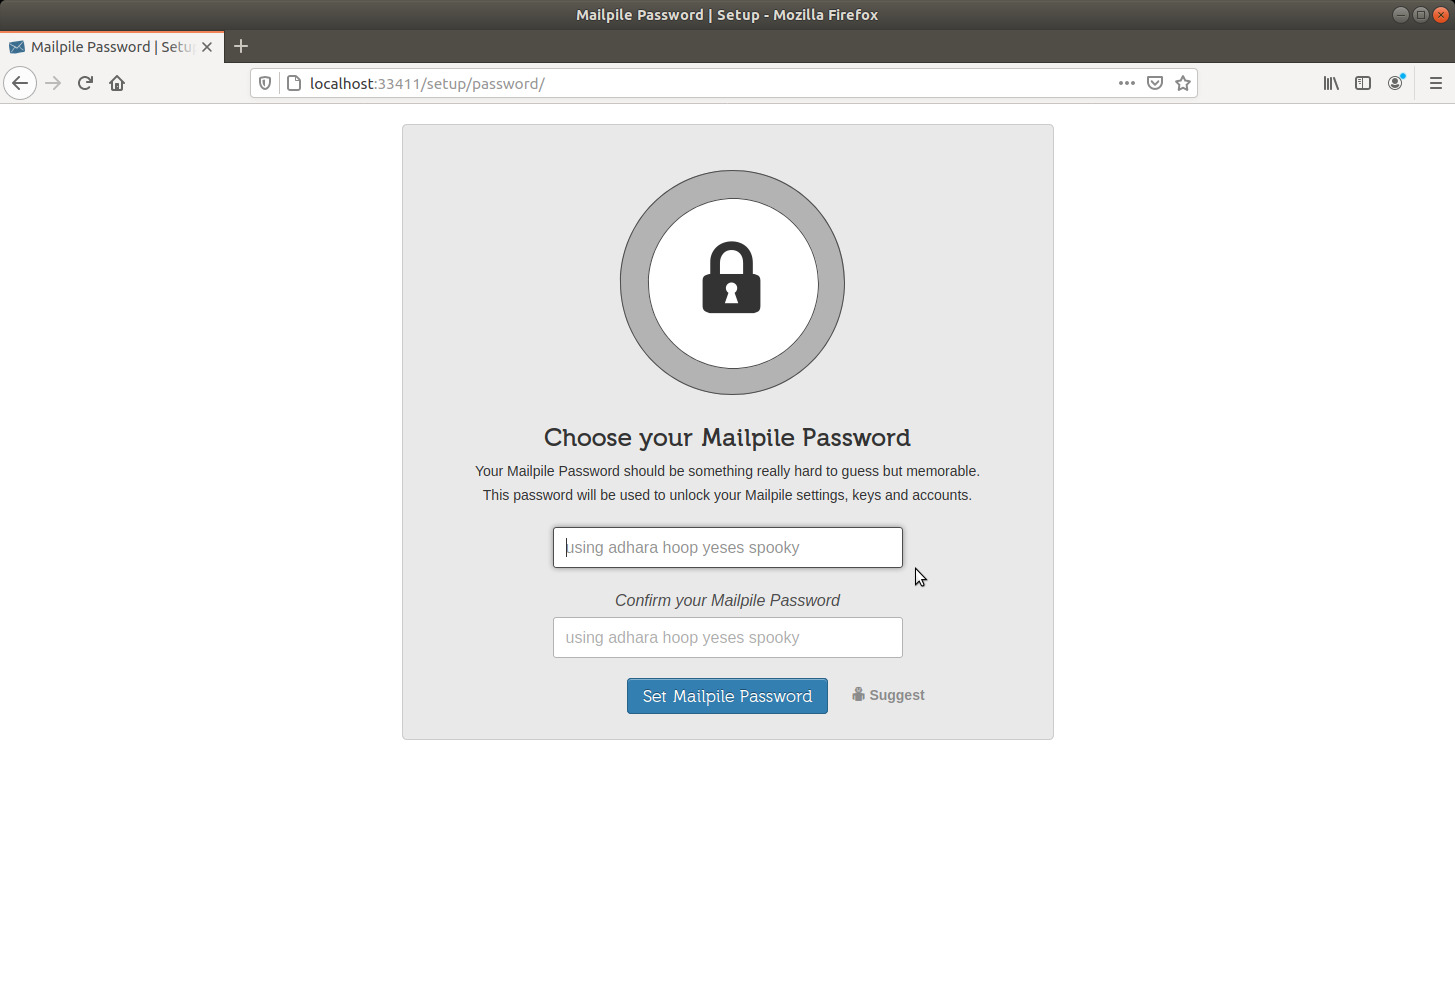 Mailpile Password | Setup - Mozilla Firefox
Mailpile Password | Setu
localhost:33411/setup/password/
Choose your Mailpile Password
Your Mailpile Password should be something really hard to guess but memorable.
This password will be used to unlock your Mailpile settings, keys and accounts.
using adhara hoop yeses spooky
Confirm your Mailpile Password
using adhara hoop yeses spooky
Set Mailpile Password
Suggest